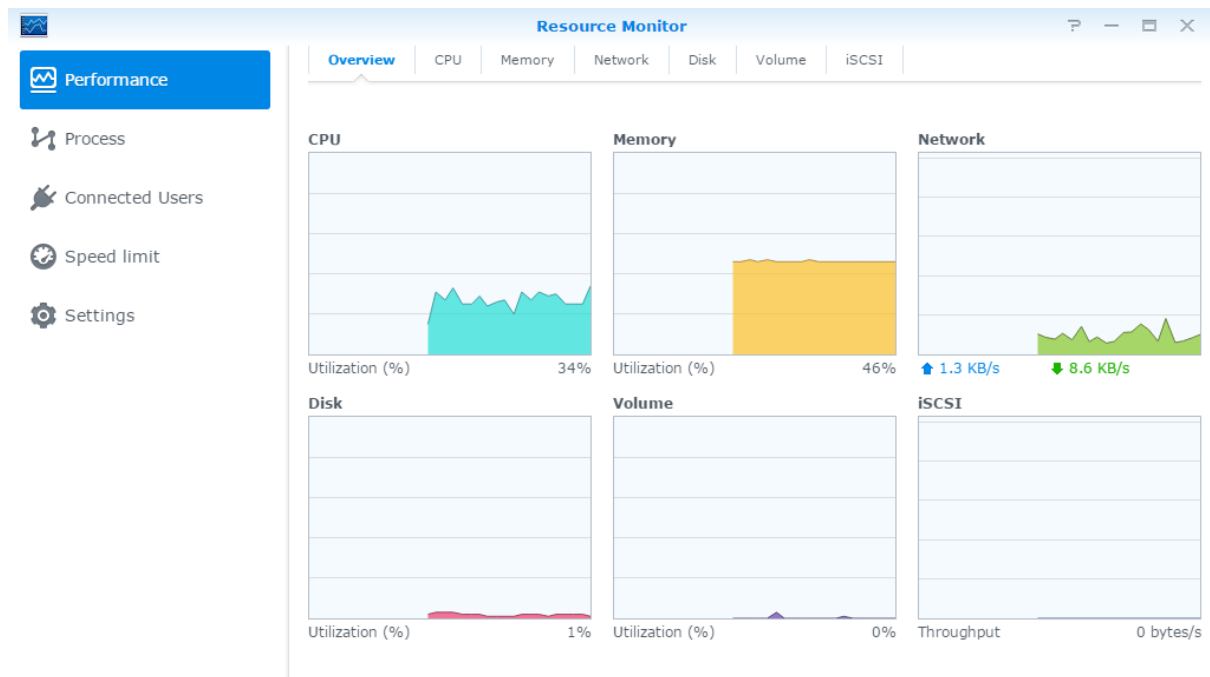 Resource Monitor
Performance
Process
Connected Users
Speed limit
Settings
Overview CPU Memory Network Disk Volume iSCSI
CPU Memory Network
Utilization (%) 34% Utilization (%) 46% 1.3 KB/s 8.6 KB/s
Disk Volume iSCSI
Utilization (%) 1% Utilization (%) 0% Throughput 0 bytes/s